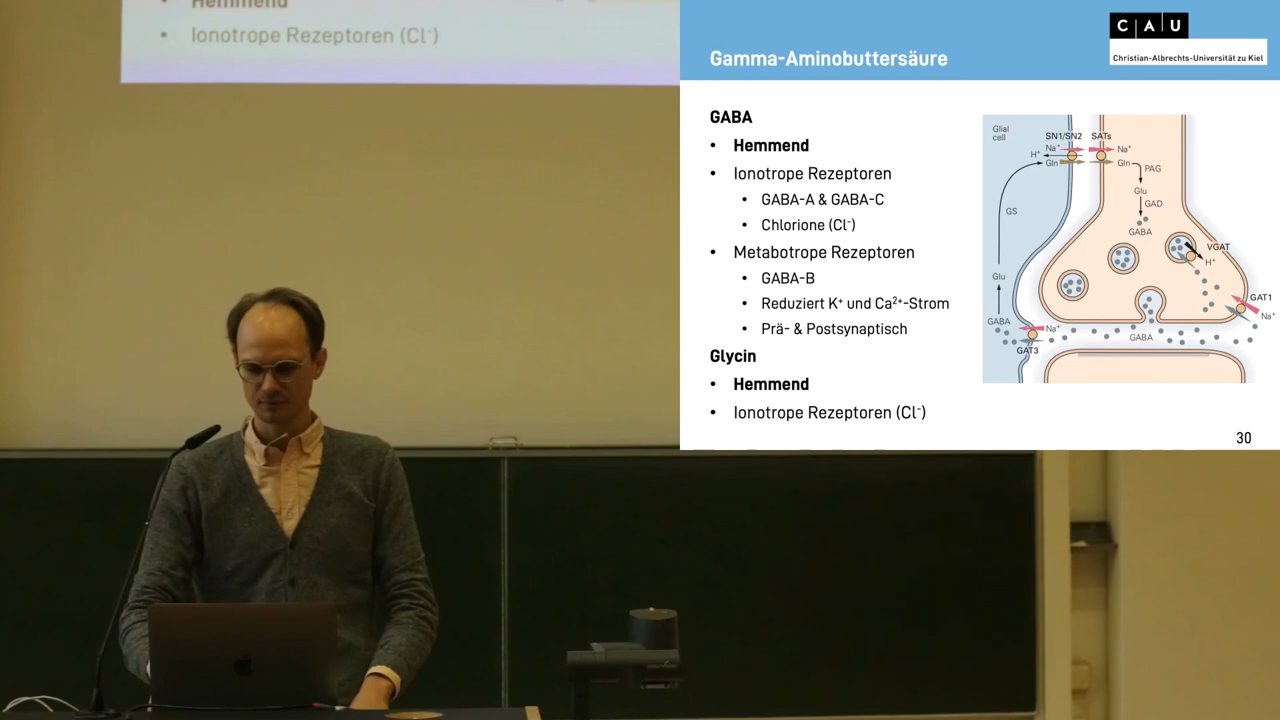 Hemmend
• Ionotrope Rezeptoren (Cl⁻)
Gamma-Aminobuttersäure
C A U
Christian-Albrechts-Universität zu Kiel
GABA
• Hemmend
• Ionotrope Rezeptoren
• GABA-A & GABA-C
• Chlorione (Cl⁻)
• Metabotrope Rezeptoren
• GABA-B
• Reduziert K⁺ und Ca²⁺-Strom
• Prä- & Postsynaptisch
Glycin
• Hemmend
• Ionotrope Rezeptoren (Cl⁻)
Glial
cell
SN1/SN2 SATs
Na⁺ Na⁺
H⁺
Gln Gln
PAG
Glu
GS
GAD
GABA
VGAT
H⁺
Glu
GAT1
Na⁺
GABA
Na⁺
GABA
GAT3
30